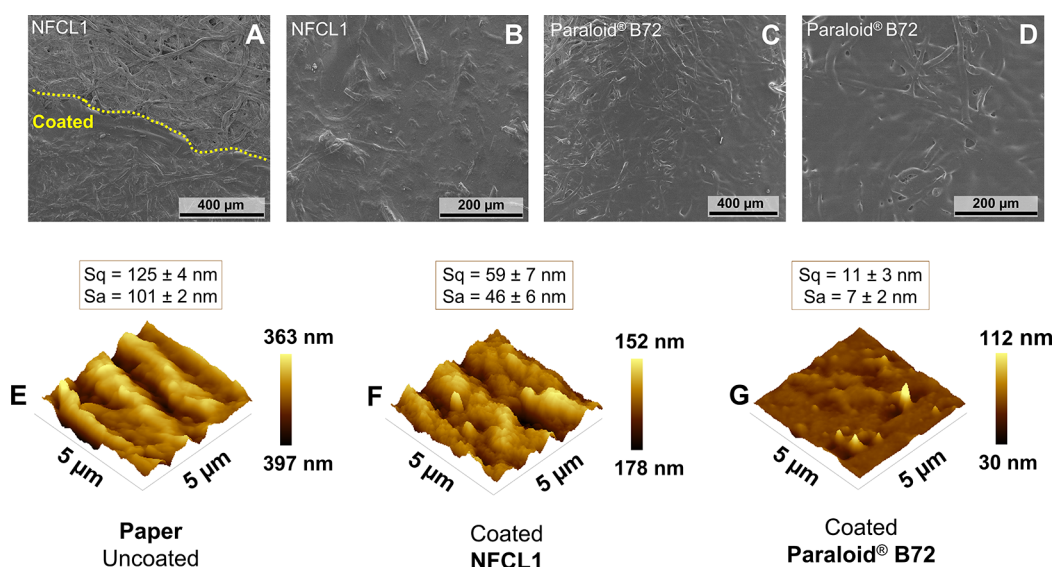 NFCL1
A
Coated
400 µm
NFCL1
B
200 µm
Paraloid® B72
C
400 µm
Paraloid® B72
D
200 µm
Sq = 125 ± 4 nm
Sa = 101 ± 2 nm
E
363 nm
397 nm
5 µm
5 µm
Paper
Uncoated
Sq = 59 ± 7 nm
Sa = 46 ± 6 nm
F
152 nm
178 nm
5 µm
5 µm
Coated
NFCL1
Sq = 11 ± 3 nm
Sa = 7 ± 2 nm
G
112 nm
30 nm
5 µm
5 µm
Coated
Paraloid® B72